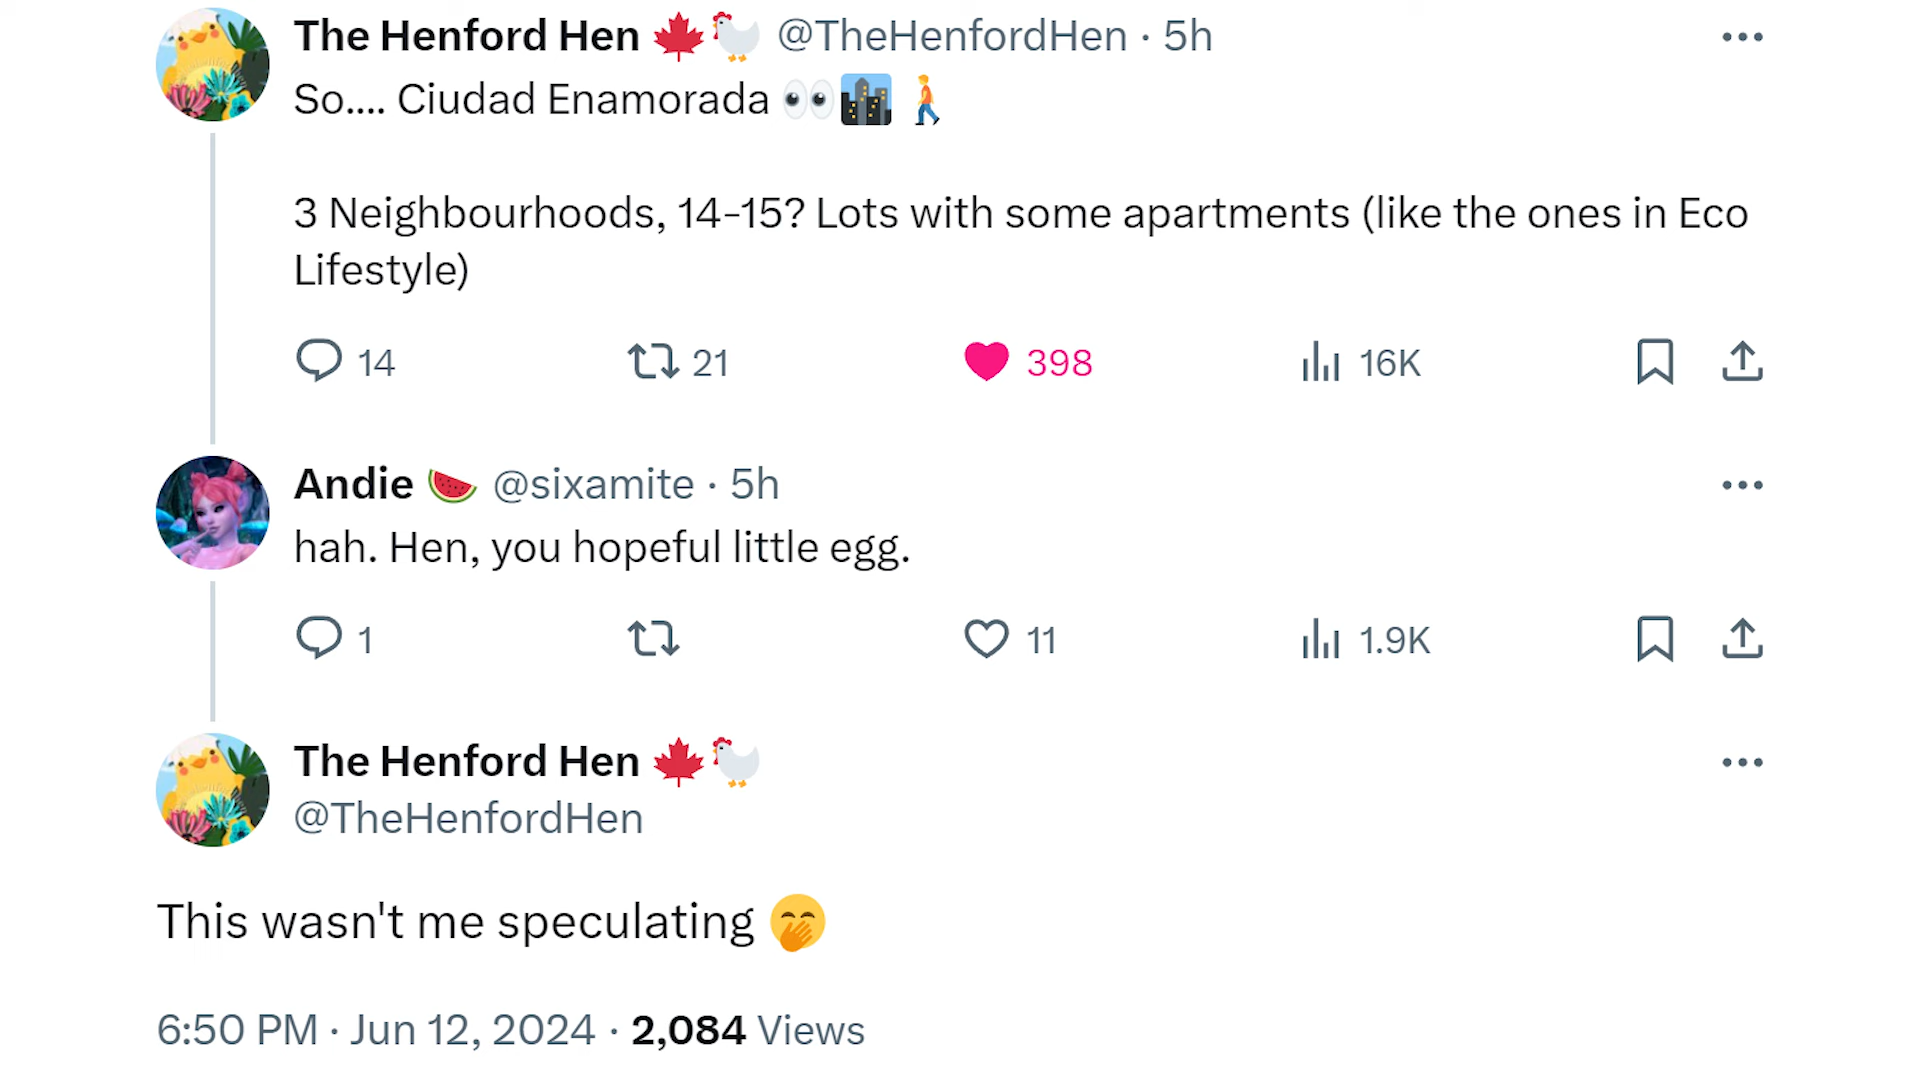 The Henford Hen 🍁🐓 @TheHenfordHen · 5h
So.... Ciudad Enamorada 👀🏙️🚶
3 Neighbourhoods, 14-15? Lots with some apartments (like the ones in Eco
Lifestyle)
14 21 398 16K
Andie 🍉 @sixamite · 5h
hah. Hen, you hopeful little egg.
1 11 1.9K
The Henford Hen 🍁🐓
@TheHenfordHen
This wasn't me speculating 🤭
6:50 PM · Jun 12, 2024 · 2,084 Views